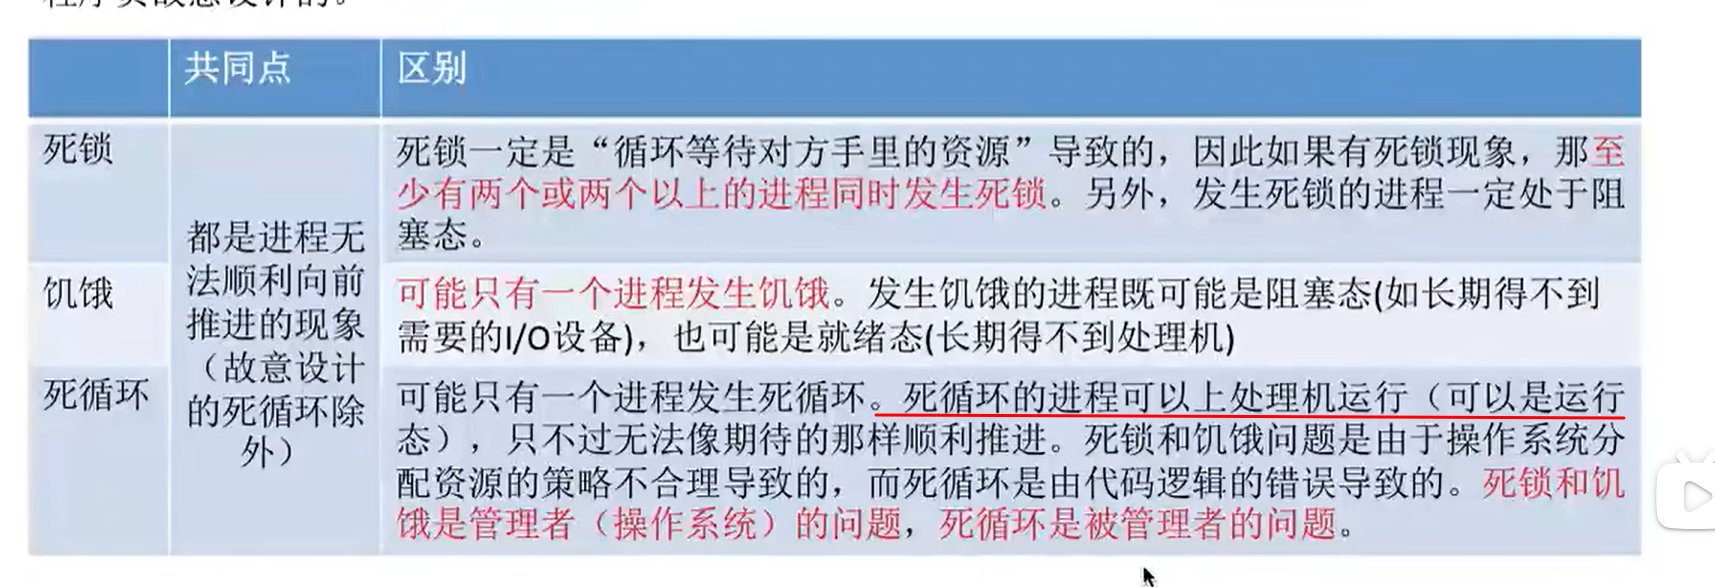 程序员故意设计的。
共同点
区别
死锁
死锁一定是“循环等待对方手里的资源”导致的，因此如果有死锁现象，那至
少有两个或两个以上的进程同时发生死锁。另外，发生死锁的进程一定处于阻
塞态。
都是进程无
法顺利向前
推进的现象
（故意设计
的死循环除
外）
饥饿
可能只有一个进程发生饥饿。发生饥饿的进程既可能是阻塞态(如长期得不到
需要的I/O设备)，也可能是就绪态(长期得不到处理机)
死循环
可能只有一个进程发生死循环。死循环的进程可以上处理机运行（可以是运行
态），只不过无法像期待的那样顺利推进。死锁和饥饿问题是由于操作系统分
配资源的策略不合理导致的，而死循环是由代码逻辑的错误导致的。死锁和饥
饿是管理者（操作系统）的问题，死循环是被管理者的问题。